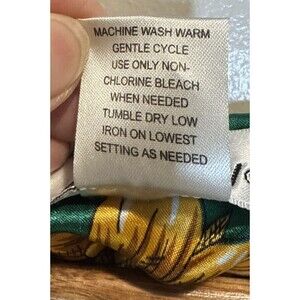 MACHINE WASH WARM
GENTLE CYCLE
USE ONLY NON-
CHLORINE BLEACH
WHEN NEEDED
TUMBLE DRY LOW
IRON ON LOWEST
SETTING AS NEEDED